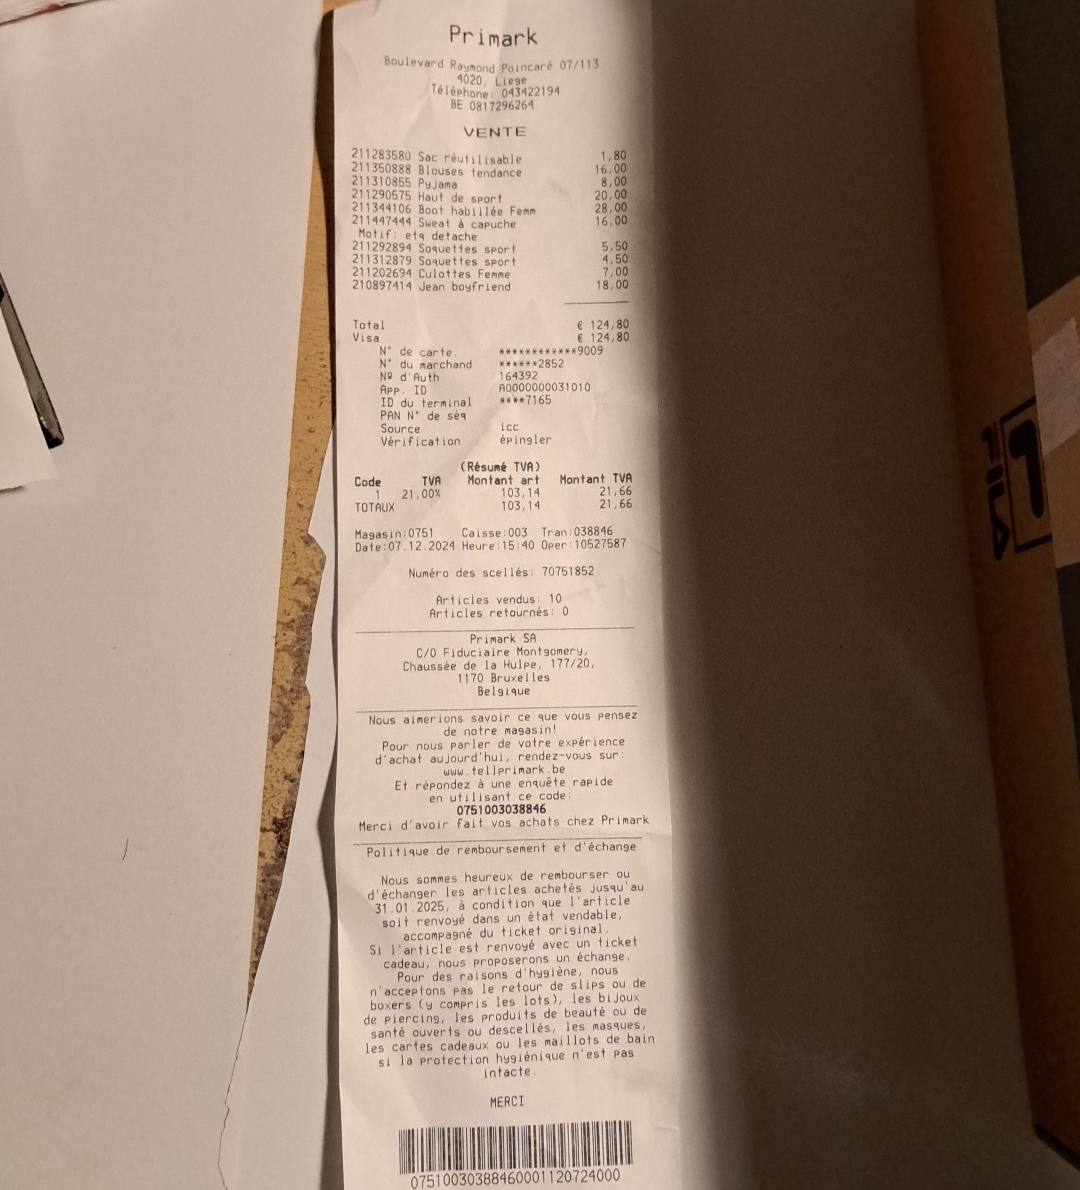 Primark
Boulevard Raymond Poincaré 07/113
4020, Liege
Téléphone: 043422194
BE 0817296264
VENTE
211283580 Sac réutilisable 1,80
211350888 Blouses tendance 16,00
211310855 Pyjama 8,00
211290575 Haut de sport 20,00
211344106 Boot habillée Femm 28,00
211447444 Sweat à capuche 16,00
Motif: etq detache
211292894 Soquettes sport 5,50
211312879 Soquettes sport 4,50
211202694 Culottes Femme 7,00
210897414 Jean boyfriend 18,00
Total € 124,80
Visa € 124,80
N° de carte. ************9009
N° du marchand ******2852
Nº d'Auth 164392
App. ID A0000000031010
ID du terminal ****7165
PAN N° de séq
Source icc
Vérification épingler
(Résumé TVA)
Code TVA Montant art Montant TVA
1 21,00% 103,14 21,66
TOTAUX 103,14 21,66
Magasin:0751 Caisse:003 Tran:038846
Date:07.12.2024 Heure:15:40 Oper:10527587
Numéro des scellés: 70751852
Articles vendus: 10
Articles retournés: 0
Primark SA
C/O Fiduciaire Montgomery,
Chaussée de la Hulpe, 177/20,
1170 Bruxelles
Belgique
Nous aimerions savoir ce que vous pensez
de notre magasin!
Pour nous parler de votre expérience
d'achat aujourd'hui, rendez-vous sur:
www.tellprimark.be
Et répondez à une enquête rapide
en utilisant ce code:
0751003038846
Merci d'avoir fait vos achats chez Primark
Politique de remboursement et d'échange
Nous sommes heureux de rembourser ou
d'échanger les articles achetés jusqu'au
31.01.2025, à condition que l'article
soit renvoyé dans un état vendable,
accompagné du ticket original.
Si l'article est renvoyé avec un ticket
cadeau, nous proposerons un échange.
Pour des raisons d'hygiène, nous
n'acceptons pas le retour de slips ou de
boxers (y compris les lots), les bijoux
de piercing, les produits de beauté ou de
santé ouverts ou descellés, les masques,
les cartes cadeaux ou les maillots de bain
si la protection hygiénique n'est pas
intacte.
MERCI
07510030388460001120724000